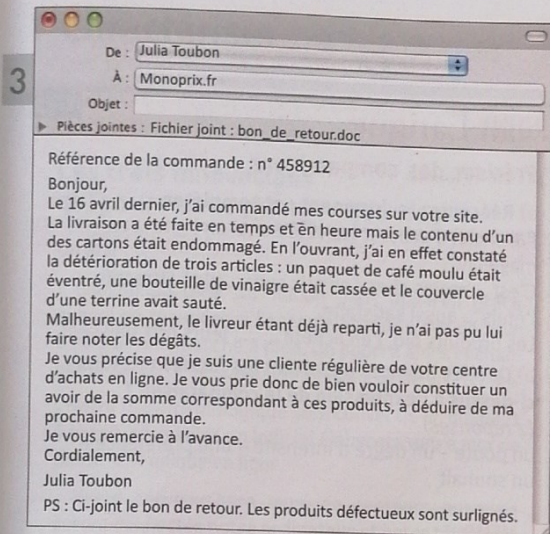 3
De : Julia Toubon
À : Monoprix.fr
Objet :
Pièces jointes : Fichier joint : bon_de_retour.doc
Référence de la commande : n° 458912
Bonjour,
Le 16 avril dernier, j'ai commandé mes courses sur votre site.
La livraison a été faite en temps et en heure mais le contenu d'un
des cartons était endommagé. En l'ouvrant, j'ai en effet constaté
la détérioration de trois articles : un paquet de café moulu était
éventré, une bouteille de vinaigre était cassée et le couvercle
d'une terrine avait sauté.
Malheureusement, le livreur étant déjà reparti, je n'ai pas pu lui
faire noter les dégâts.
Je vous précise que je suis une cliente régulière de votre centre
d'achats en ligne. Je vous prie donc de bien vouloir constituer un
avoir de la somme correspondant à ces produits, à déduire de ma
prochaine commande.
Je vous remercie à l'avance.
Cordialement,
Julia Toubon
PS : Ci-joint le bon de retour. Les produits défectueux sont surlignés.